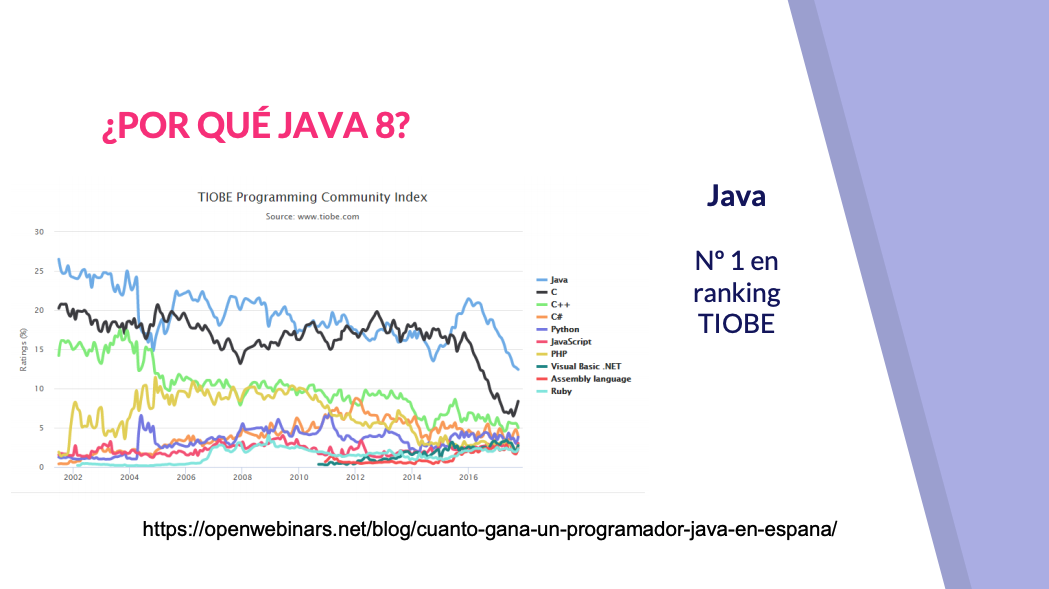 ¿POR QUÉ JAVA 8?
TIOBE Programming Community Index
Source: www.tiobe.com
Ratings (%)
30
25
20
15
10
5
0
2002 2004 2006 2008 2010 2012 2014 2016
Java
C
C++
C#
Python
JavaScript
PHP
Visual Basic .NET
Assembly language
Ruby
Java
Nº 1 en
ranking
TIOBE
https://openwebinars.net/blog/cuanto-gana-un-programador-java-en-espana/